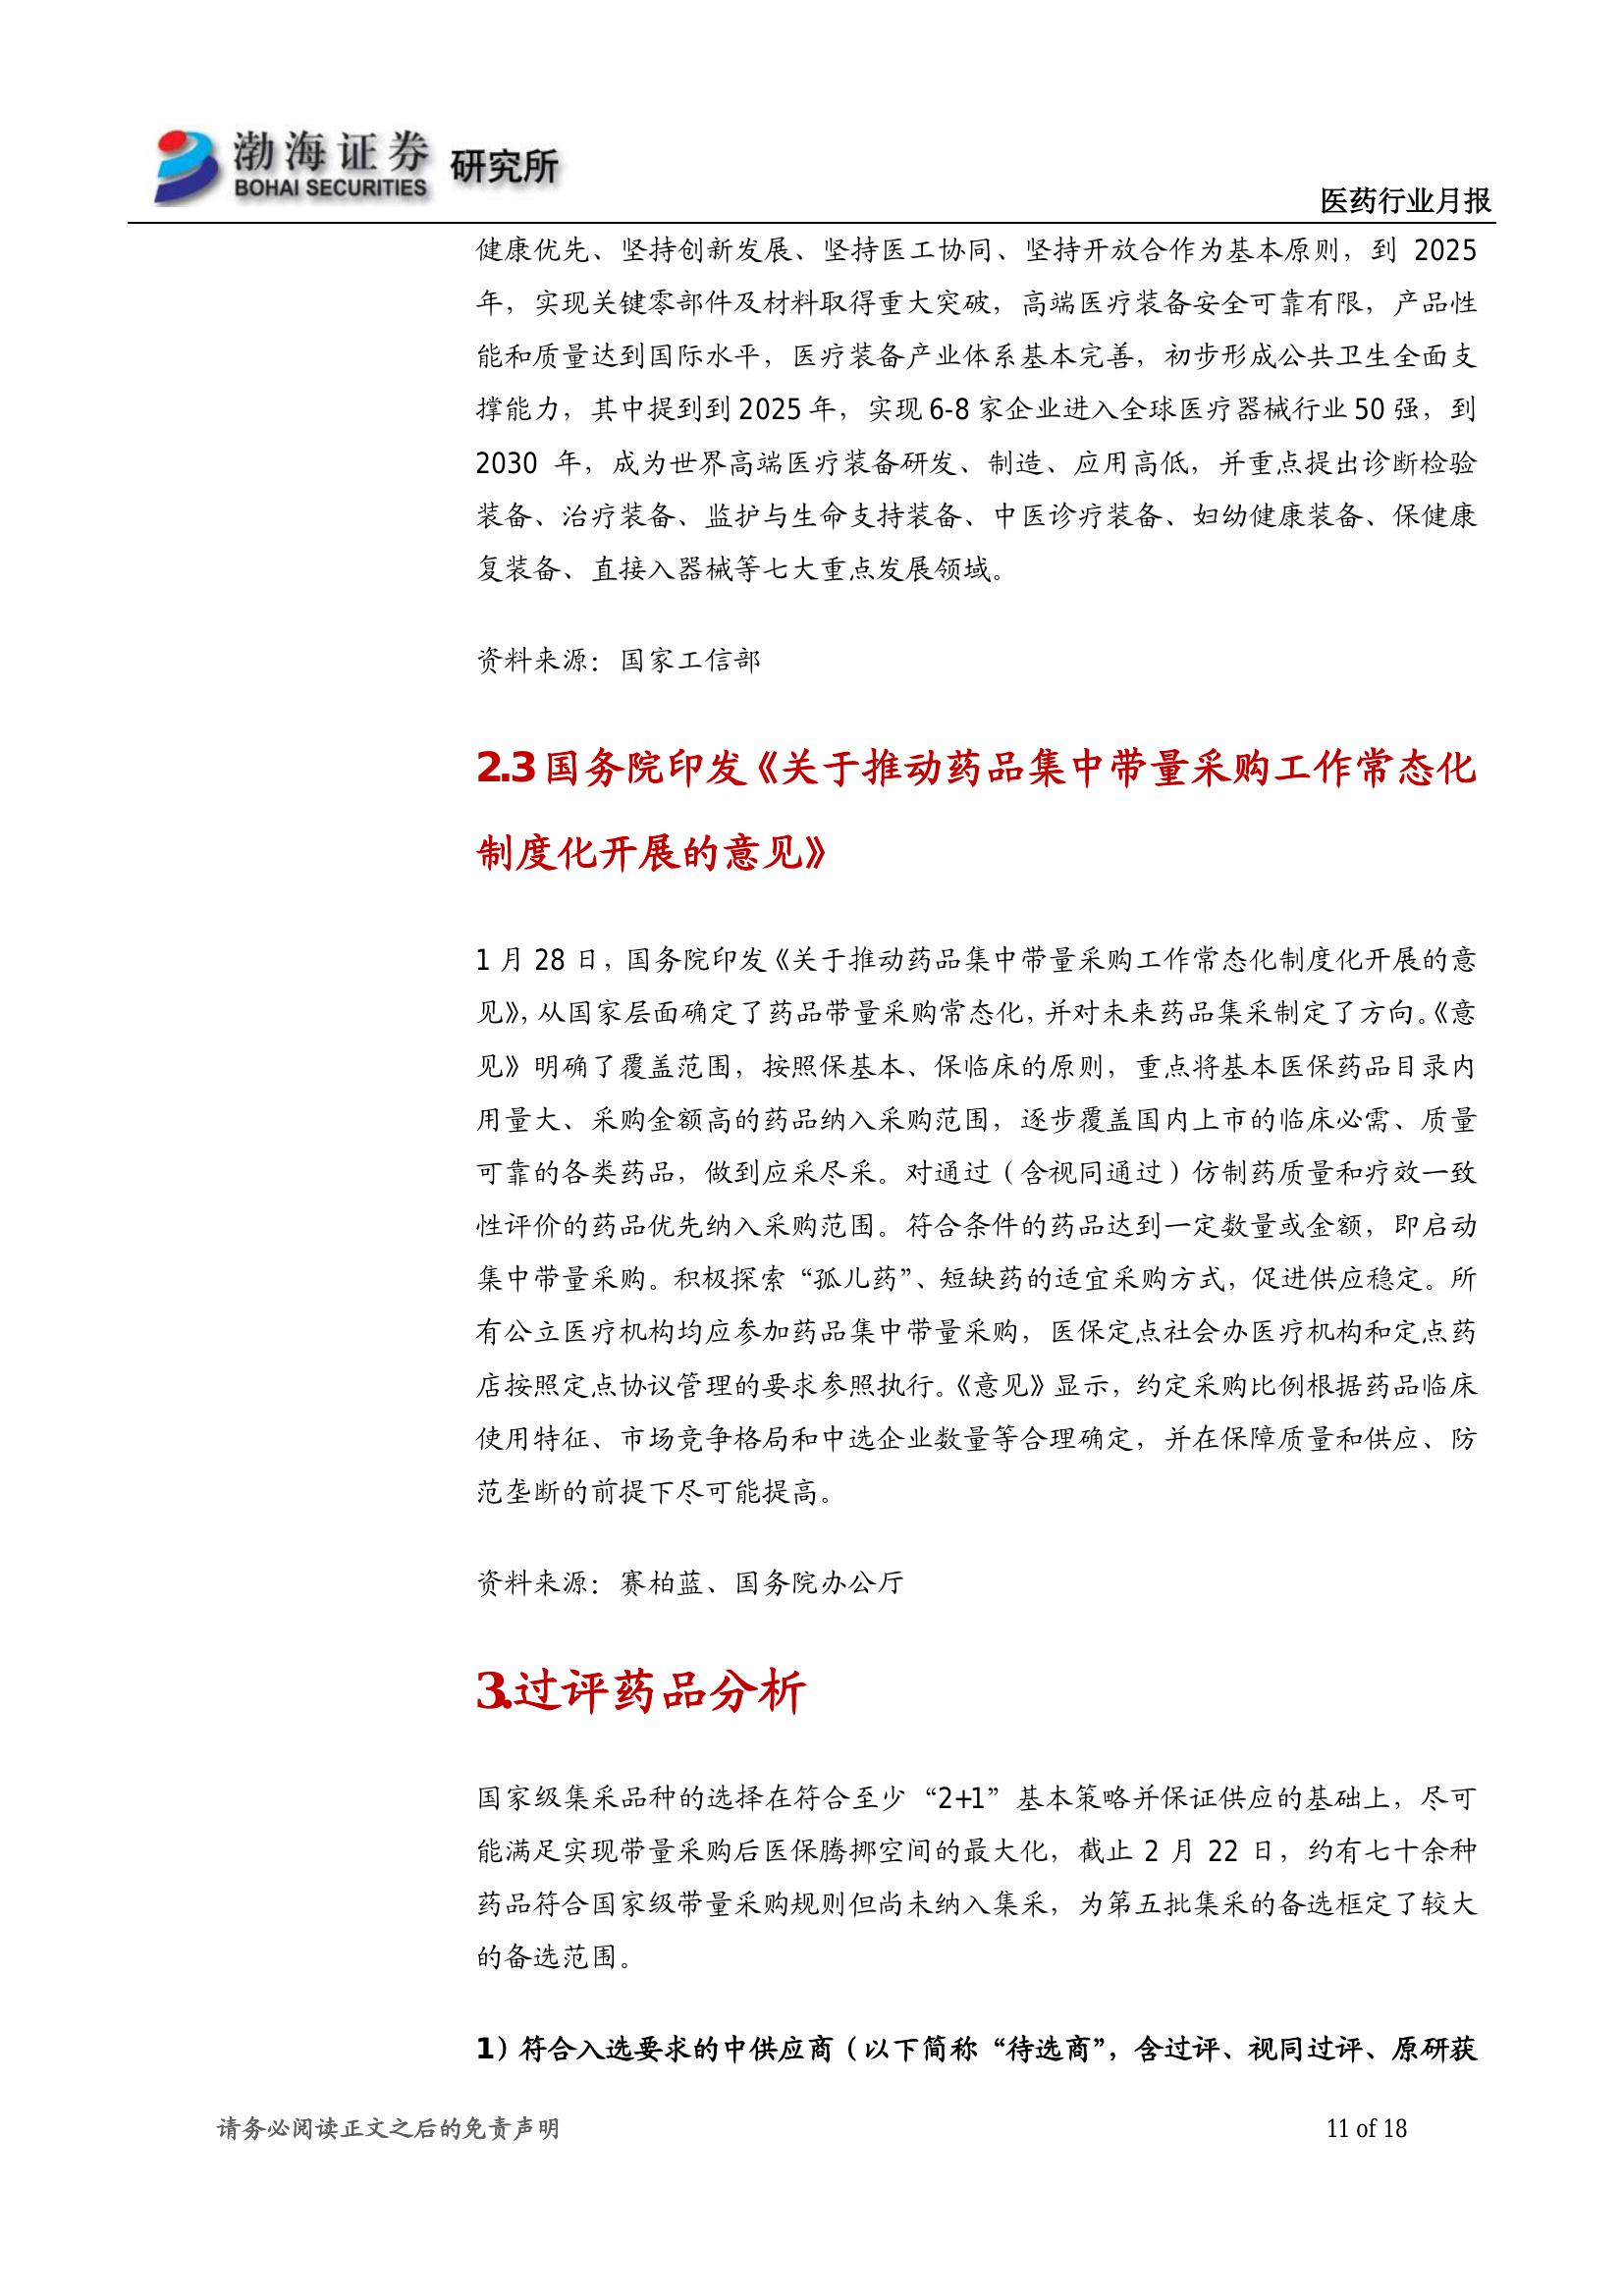 渤海证券 研究所
BOHAI SECURITIES
医药行业月报
健康优先、坚持创新发展、坚持医工协同、坚持开放合作为基本原则，到 2025
年，实现关键零部件及材料取得重大突破，高端医疗装备安全可靠有限，产品性
能和质量达到国际水平，医疗装备产业体系基本完善，初步形成公共卫生全面支
撑能力，其中提到到 2025 年，实现 6-8 家企业进入全球医疗器械行业 50 强，到
2030 年，成为世界高端医疗装备研发、制造、应用高低，并重点提出诊断检验
装备、治疗装备、监护与生命支持装备、中医诊疗装备、妇幼健康装备、保健康
复装备、直接入器械等七大重点发展领域。
资料来源：国家工信部
2.3 国务院印发《关于推动药品集中带量采购工作常态化
制度化开展的意见》
1 月 28 日，国务院印发《关于推动药品集中带量采购工作常态化制度化开展的意
见》，从国家层面确定了药品带量采购常态化，并对未来药品集采制定了方向。《意
见》明确了覆盖范围，按照保基本、保临床的原则，重点将基本医保药品目录内
用量大、采购金额高的药品纳入采购范围，逐步覆盖国内上市的临床必需、质量
可靠的各类药品，做到应采尽采。对通过（含视同通过）仿制药质量和疗效一致
性评价的药品优先纳入采购范围。符合条件的药品达到一定数量或金额，即启动
集中带量采购。积极探索“孤儿药”、短缺药的适宜采购方式，促进供应稳定。所
有公立医疗机构均应参加药品集中带量采购，医保定点社会办医疗机构和定点药
店按照定点协议管理的要求参照执行。《意见》显示，约定采购比例根据药品临床
使用特征、市场竞争格局和中选企业数量等合理确定，并在保障质量和供应、防
范垄断的前提下尽可能提高。
资料来源：赛柏蓝、国务院办公厅
3.过评药品分析
国家级集采品种的选择在符合至少“2+1”基本策略并保证供应的基础上，尽可
能满足实现带量采购后医保腾挪空间的最大化，截止 2 月 22 日，约有七十余种
药品符合国家级带量采购规则但尚未纳入集采，为第五批集采的备选框定了较大
的备选范围。
1）符合入选要求的中供应商（以下简称“待选商”，含过评、视同过评、原研获
请务必阅读正文之后的免责声明
11 of 18